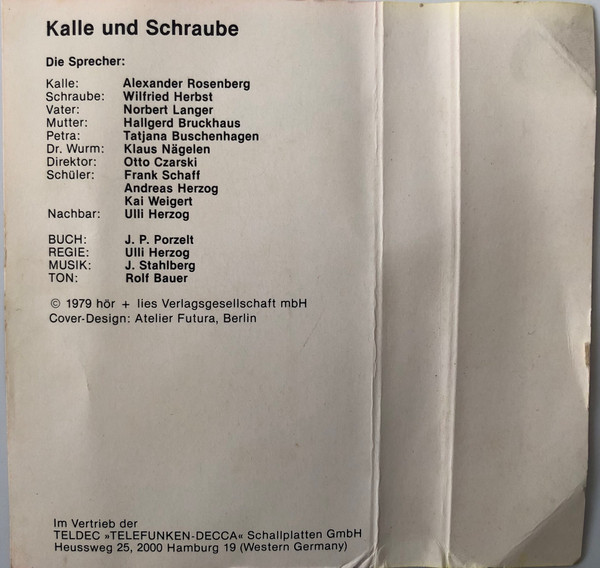 Kalle und Schraube
Die Sprecher:
Kalle: Alexander Rosenberg
Schraube: Wilfried Herbst
Vater: Norbert Langer
Mutter: Hallgerd Bruckhaus
Petra: Tatjana Buschenhagen
Dr. Wurm: Klaus Nägelen
Direktor: Otto Czarski
Schüler: Frank Schaff
Andreas Herzog
Kai Weigert
Nachbar: Ulli Herzog
BUCH: J. P. Porzelt
REGIE: Ulli Herzog
MUSIK: J. Stahlberg
TON: Rolf Bauer
© 1979 hör + lies Verlagsgesellschaft mbH
Cover-Design: Atelier Futura, Berlin
Im Vertrieb der
TELDEC »TELEFUNKEN-DECCA« Schallplatten GmbH
Heussweg 25, 2000 Hamburg 19 (Western Germany)